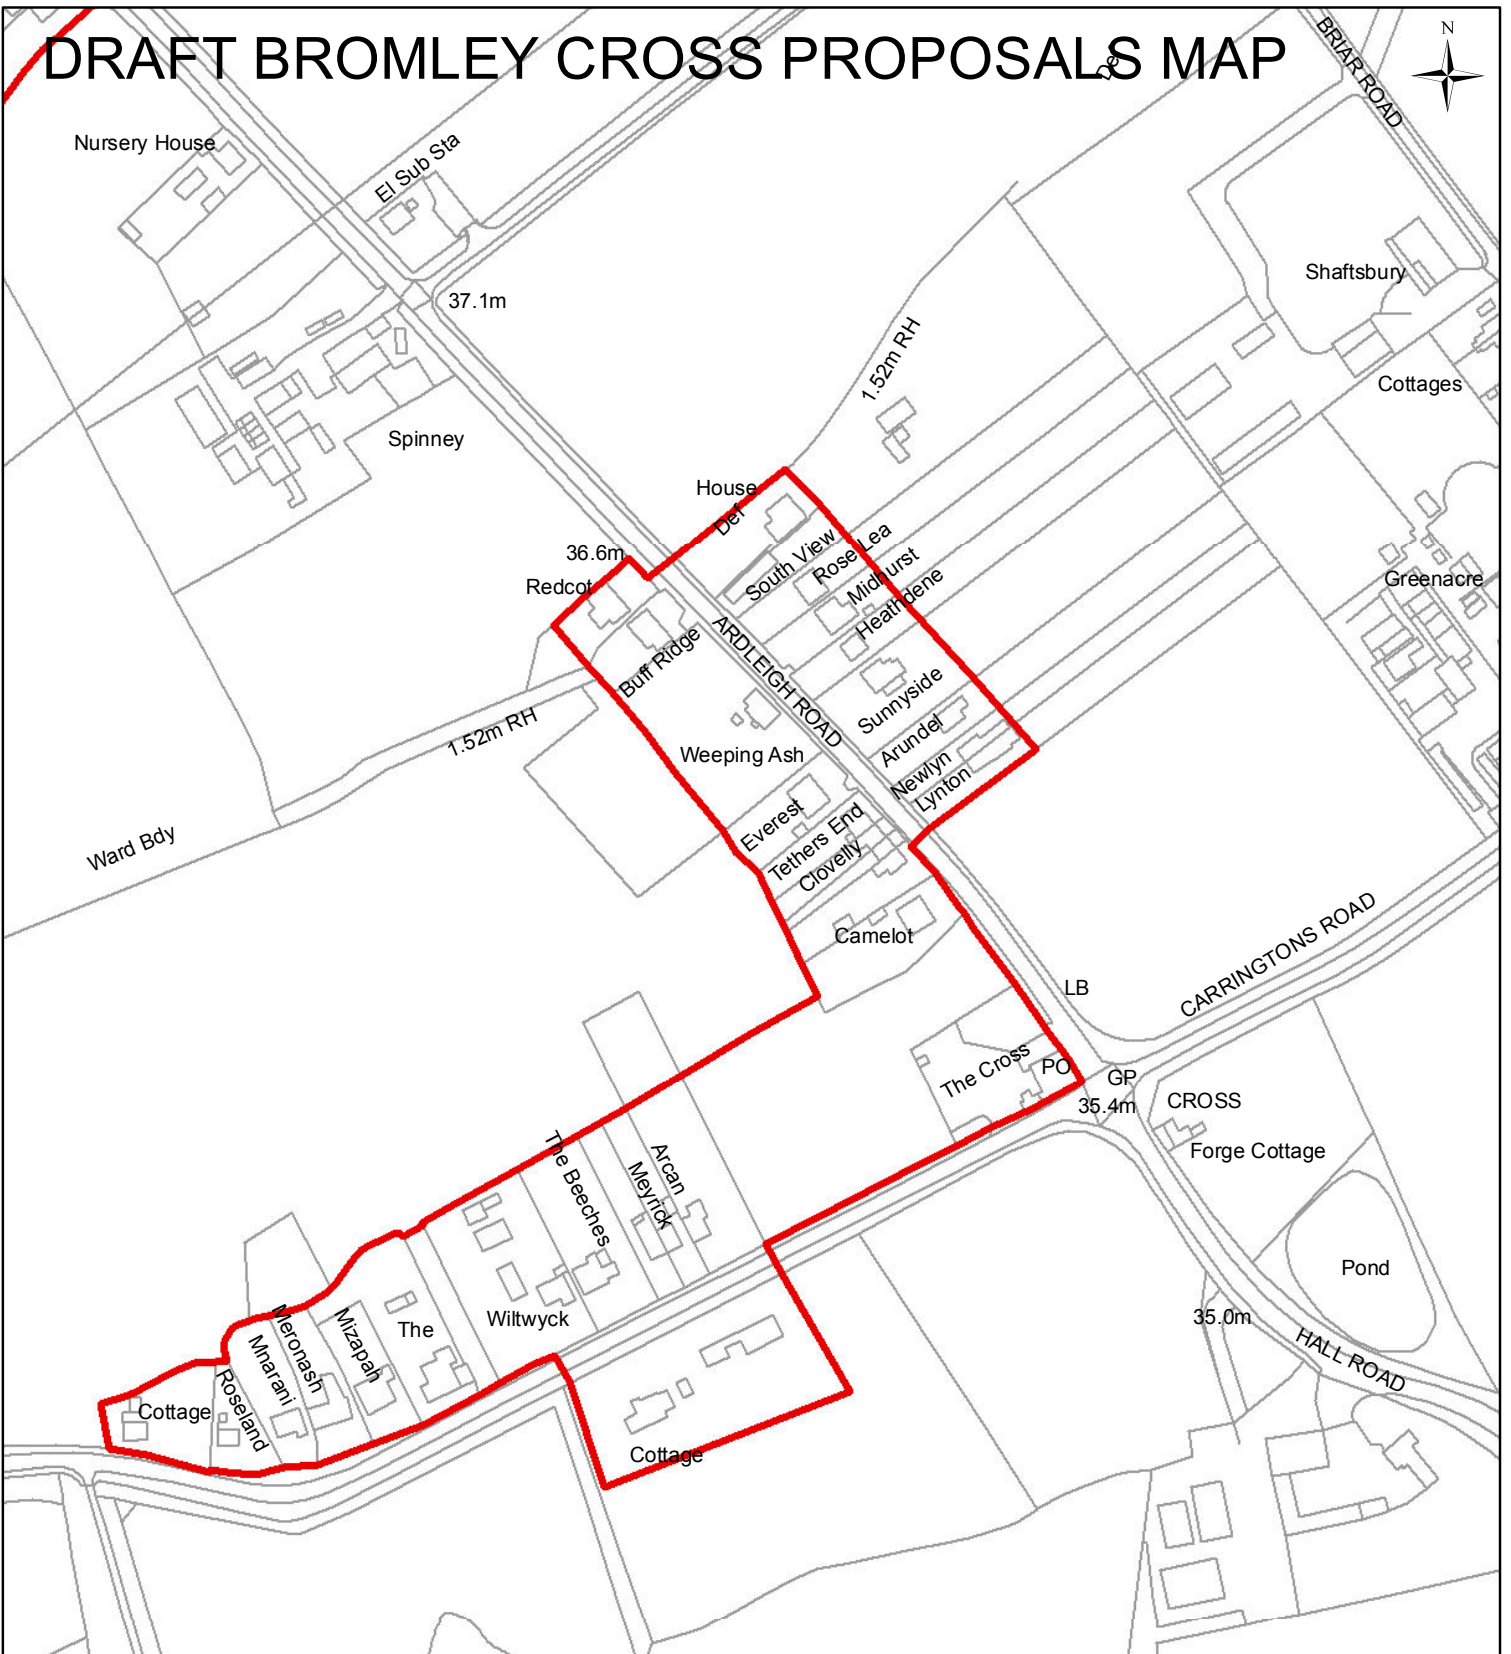 DRAFT BROMLEY CROSS PROPOSALS MAP
N
Def
BRIAR ROAD
Nursery House
El Sub Sta
Shaftsbury
37.1m
1.52m RH
Cottages
Spinney
House
Def
36.6m
Redcot
South View
Rose Lea
Midhurst
Heathdene
Greenacre
ARDLEIGH ROAD
Buff Ridge
Sunnyside
1.52m RH
Weeping Ash
Arundel
Newlyn
Lynton
Everest
Tethers End
Clovelly
Ward Bdy
Camelot
CARRINGTONS ROAD
LB
The Cross
PO
GP
35.4m
CROSS
Forge Cottage
The Beeches
Arcan
Meyrick
Pond
Wiltwyck
35.0m
HALL ROAD
The
Mizapah
Meronash
Mnarani
Roseland
Cottage
Cottage